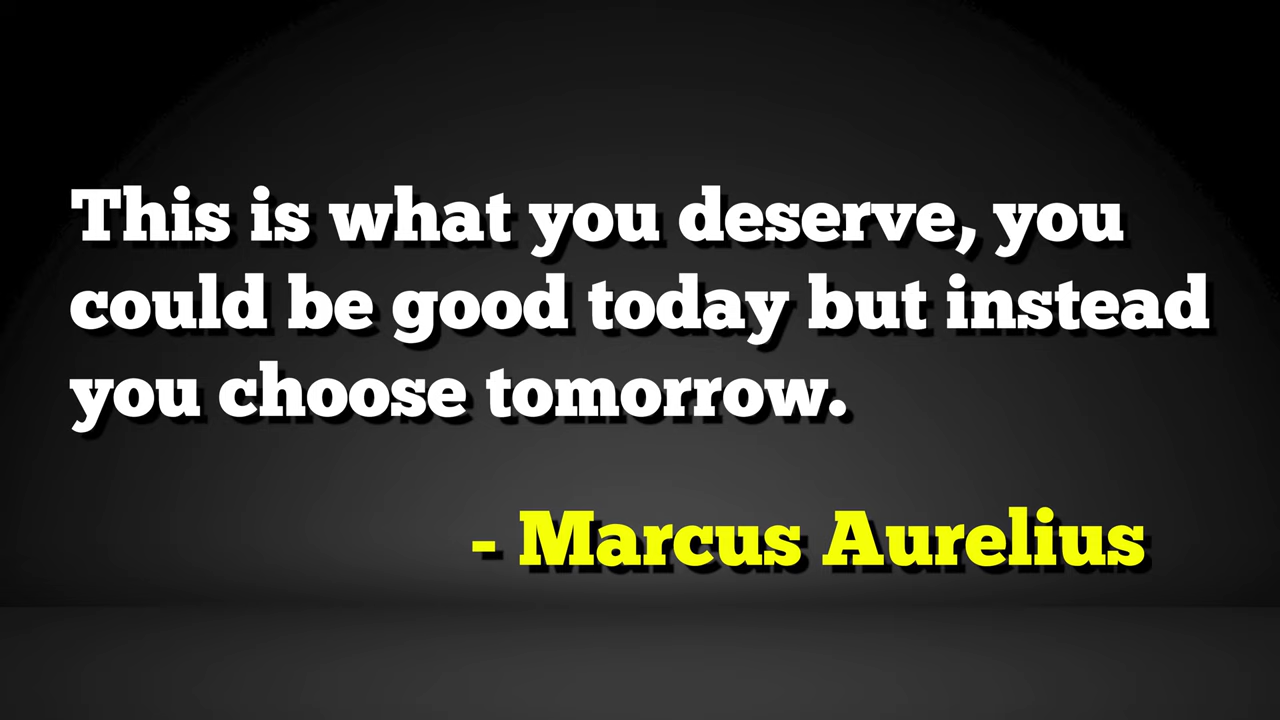 This is what you deserve, you
could be good today but instead
you choose tomorrow.
- Marcus Aurelius